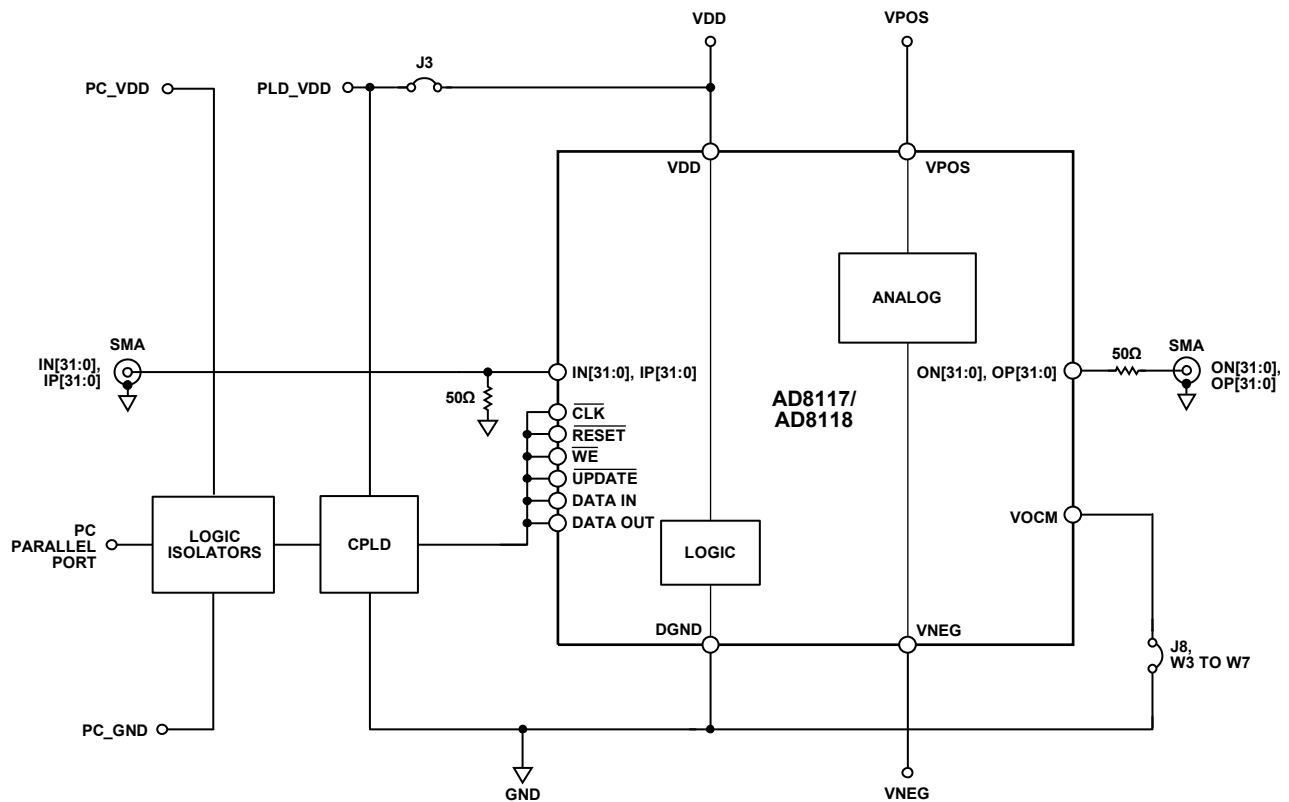 VDD
VPOS
J3
PC_VDD
PLD_VDD
VDD
VPOS
ANALOG
SMA
IN[31:0],
IP[31:0]
50Ω
IN[31:0], IP[31:0]
CLK
RESET
WE
UPDATE
DATA IN
DATA OUT
AD8117/
AD8118
ON[31:0], OP[31:0]
50Ω
SMA
ON[31:0],
OP[31:0]
VOCM
PC
PARALLEL
PORT
LOGIC
ISOLATORS
CPLD
LOGIC
DGND
VNEG
J8,
W3 TO W7
PC_GND
GND
VNEG